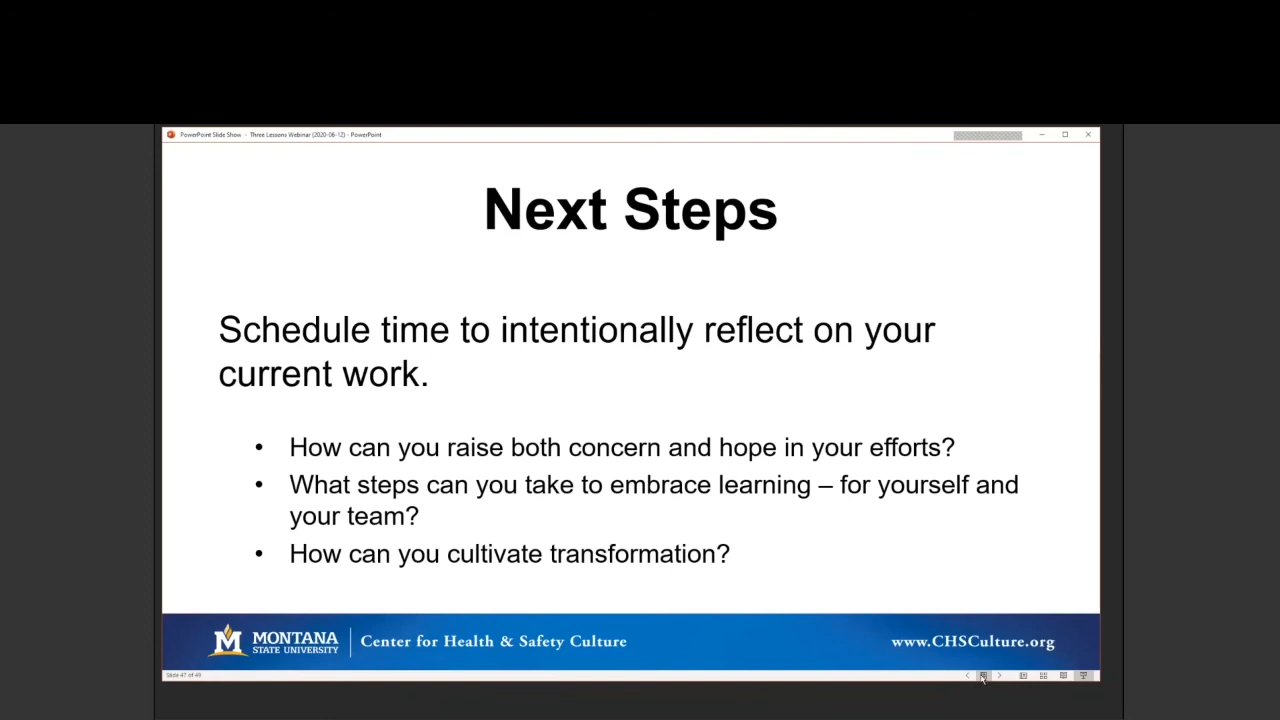 PowerPoint Slide Show - Three Lessons Webinar (2020-06-12) - PowerPoint
Next Steps
Schedule time to intentionally reflect on your
current work.
• How can you raise both concern and hope in your efforts?
• What steps can you take to embrace learning – for yourself and
your team?
• How can you cultivate transformation?
M MONTANA
STATE UNIVERSITY
Center for Health & Safety Culture
www.CHSCulture.org
Slide 47 of 49